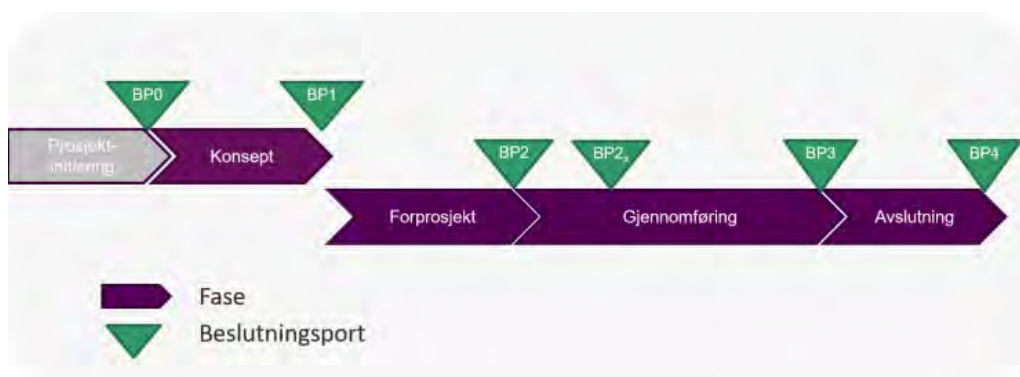 BP0
BP1
Prosjekt-
initiering
Konsept
BP2
BP2ₓ
BP3
BP4
Forprosjekt
Gjennomføring
Avslutning
Fase
Beslutningsport